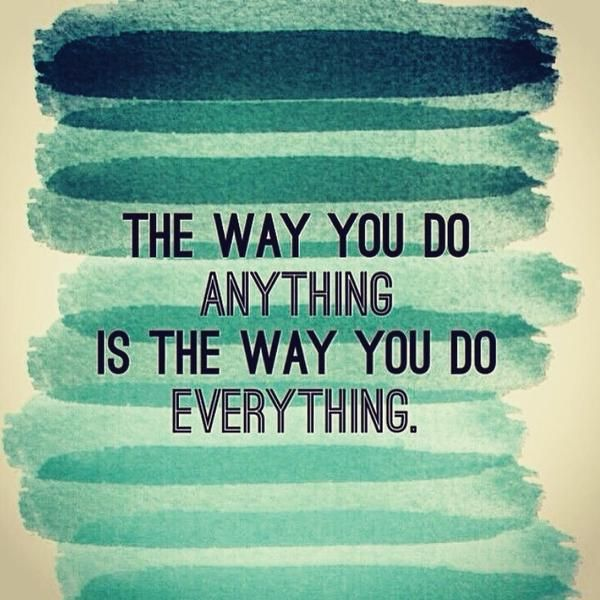 THE WAY YOU DO
ANYTHING
IS THE WAY YOU DO
EVERYTHING.